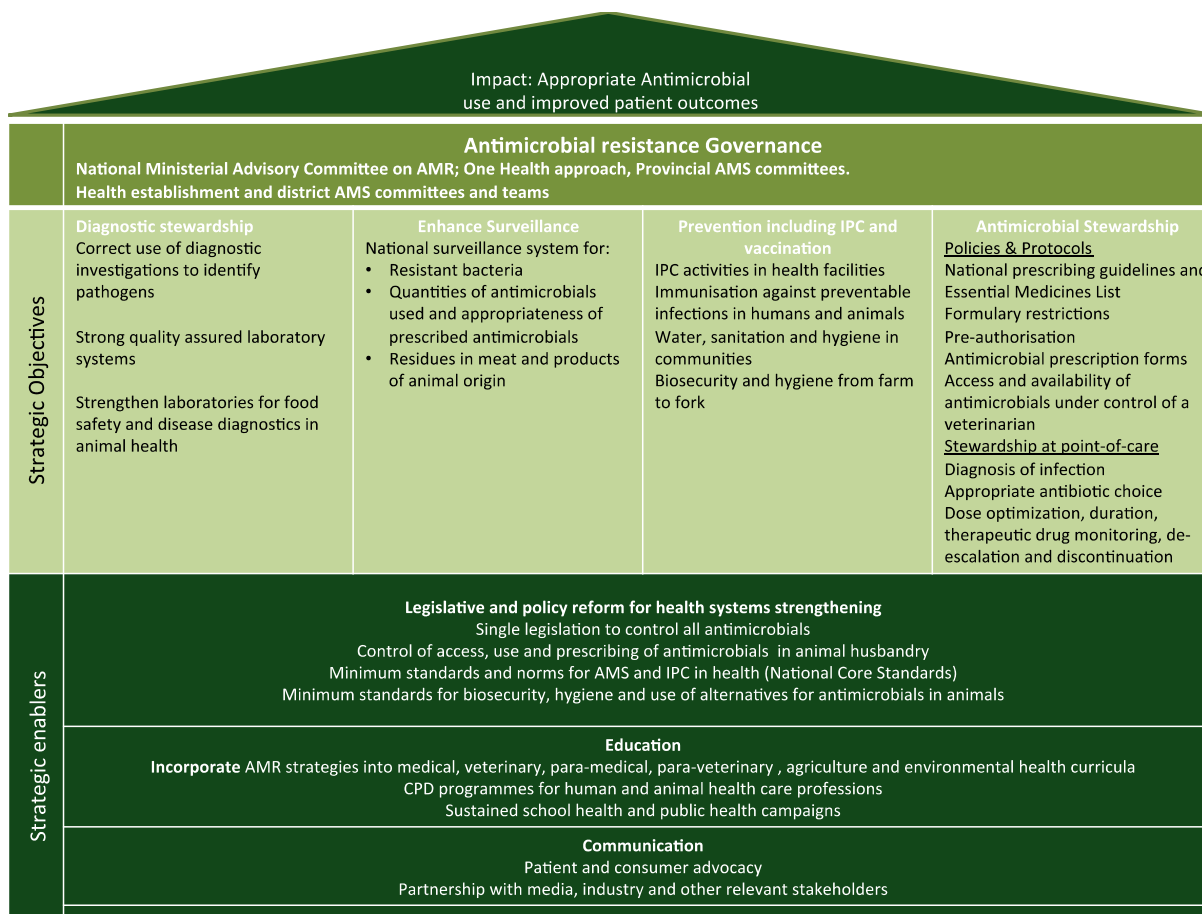 Impact: Appropriate Antimicrobial
use and improved patient outcomes
Antimicrobial resistance Governance
National Ministerial Advisory Committee on AMR; One Health approach, Provincial AMS committees.
Health establishment and district AMS committees and teams
Strategic Objectives
Diagnostic stewardship
Correct use of diagnostic
investigations to identify
pathogens
Strong quality assured laboratory
systems
Strengthen laboratories for food
safety and disease diagnostics in
animal health
Enhance Surveillance
National surveillance system for:
• Resistant bacteria
• Quantities of antimicrobials
used and appropriateness of
prescribed antimicrobials
• Residues in meat and products
of animal origin
Prevention including IPC and
vaccination
IPC activities in health facilities
Immunisation against preventable
infections in humans and animals
Water, sanitation and hygiene in
communities
Biosecurity and hygiene from farm
to fork
Antimicrobial Stewardship
Policies & Protocols
National prescribing guidelines and
Essential Medicines List
Formulary restrictions
Pre-authorisation
Antimicrobial prescription forms
Access and availability of
antimicrobials under control of a
veterinarian
Stewardship at point-of-care
Diagnosis of infection
Appropriate antibiotic choice
Dose optimization, duration,
therapeutic drug monitoring, de-
escalation and discontinuation
Strategic enablers
Legislative and policy reform for health systems strengthening
Single legislation to control all antimicrobials
Control of access, use and prescribing of antimicrobials  in animal husbandry
Minimum standards and norms for AMS and IPC in health (National Core Standards)
Minimum standards for biosecurity, hygiene and use of alternatives for antimicrobials in animals
Education
Incorporate AMR strategies into medical, veterinary, para-medical, para-veterinary , agriculture and environmental health curricula
CPD programmes for human and animal health care professions
Sustained school health and public health campaigns
Communication
Patient and consumer advocacy
Partnership with media, industry and other relevant stakeholders